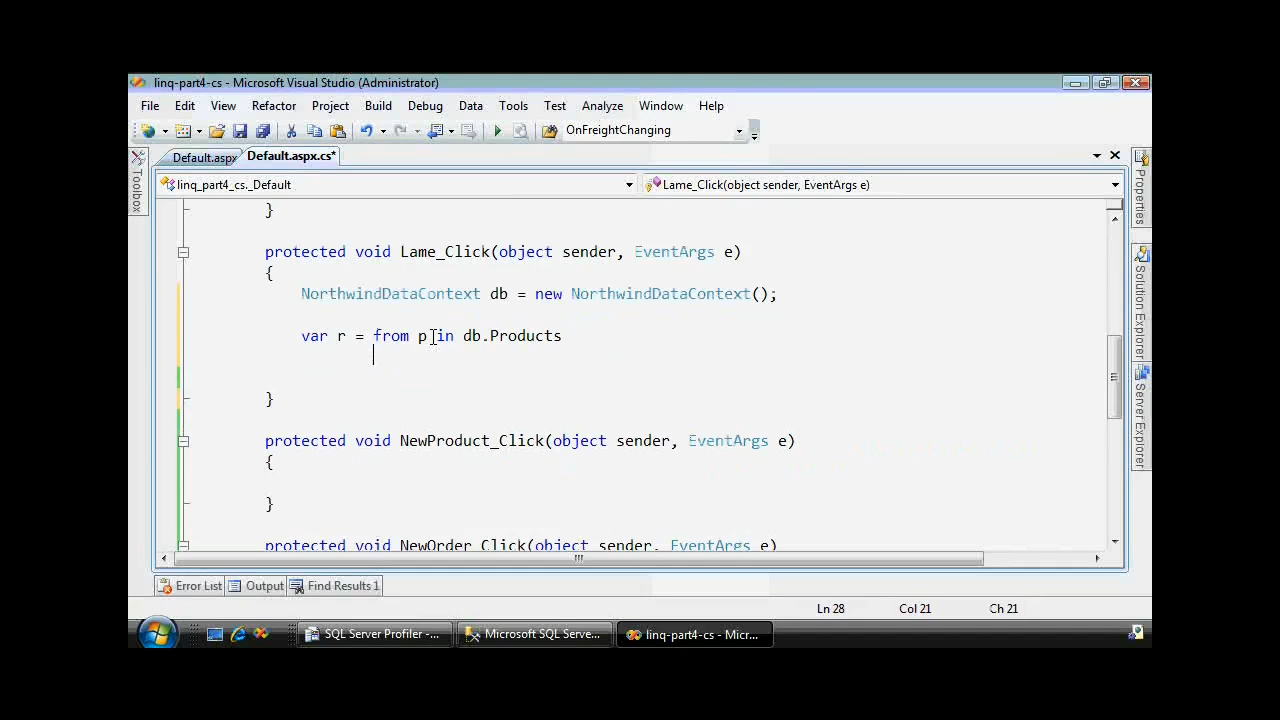 linq-part4-cs - Microsoft Visual Studio (Administrator)
File Edit View Refactor Project Build Debug Data Tools Test Analyze Window Help
OnFreightChanging
Default.aspx Default.aspx.cs*
linq_part4_cs._Default Lame_Click(object sender, EventArgs e)
Toolbox
Properties
Solution Explorer
Server Explorer
}
protected void Lame_Click(object sender, EventArgs e)
{
NorthwindDataContext db = new NorthwindDataContext();
var r = from p in db.Products
}
protected void NewProduct_Click(object sender, EventArgs e)
{
}
protected void NewOrder_Click(object sender, EventArgs e)
Error List Output Find Results 1
Ln 28 Col 21 Ch 21
SQL Server Profiler -... Microsoft SQL Serve... linq-part4-cs - Micr...